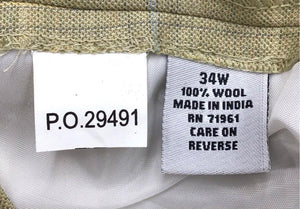 P.O.29491
34W
100% WOOL
MADE IN INDIA
RN 71961
CARE ON
REVERSE